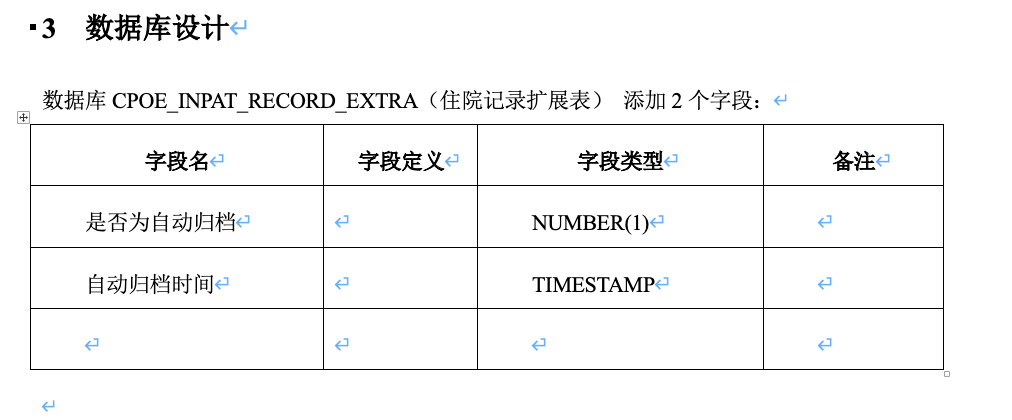 3 数据库设计
数据库 CPOE_INPAT_RECORD_EXTRA（住院记录扩展表） 添加 2 个字段：
字段名 字段定义 字段类型 备注
是否为自动归档 NUMBER(1)
自动归档时间 TIMESTAMP